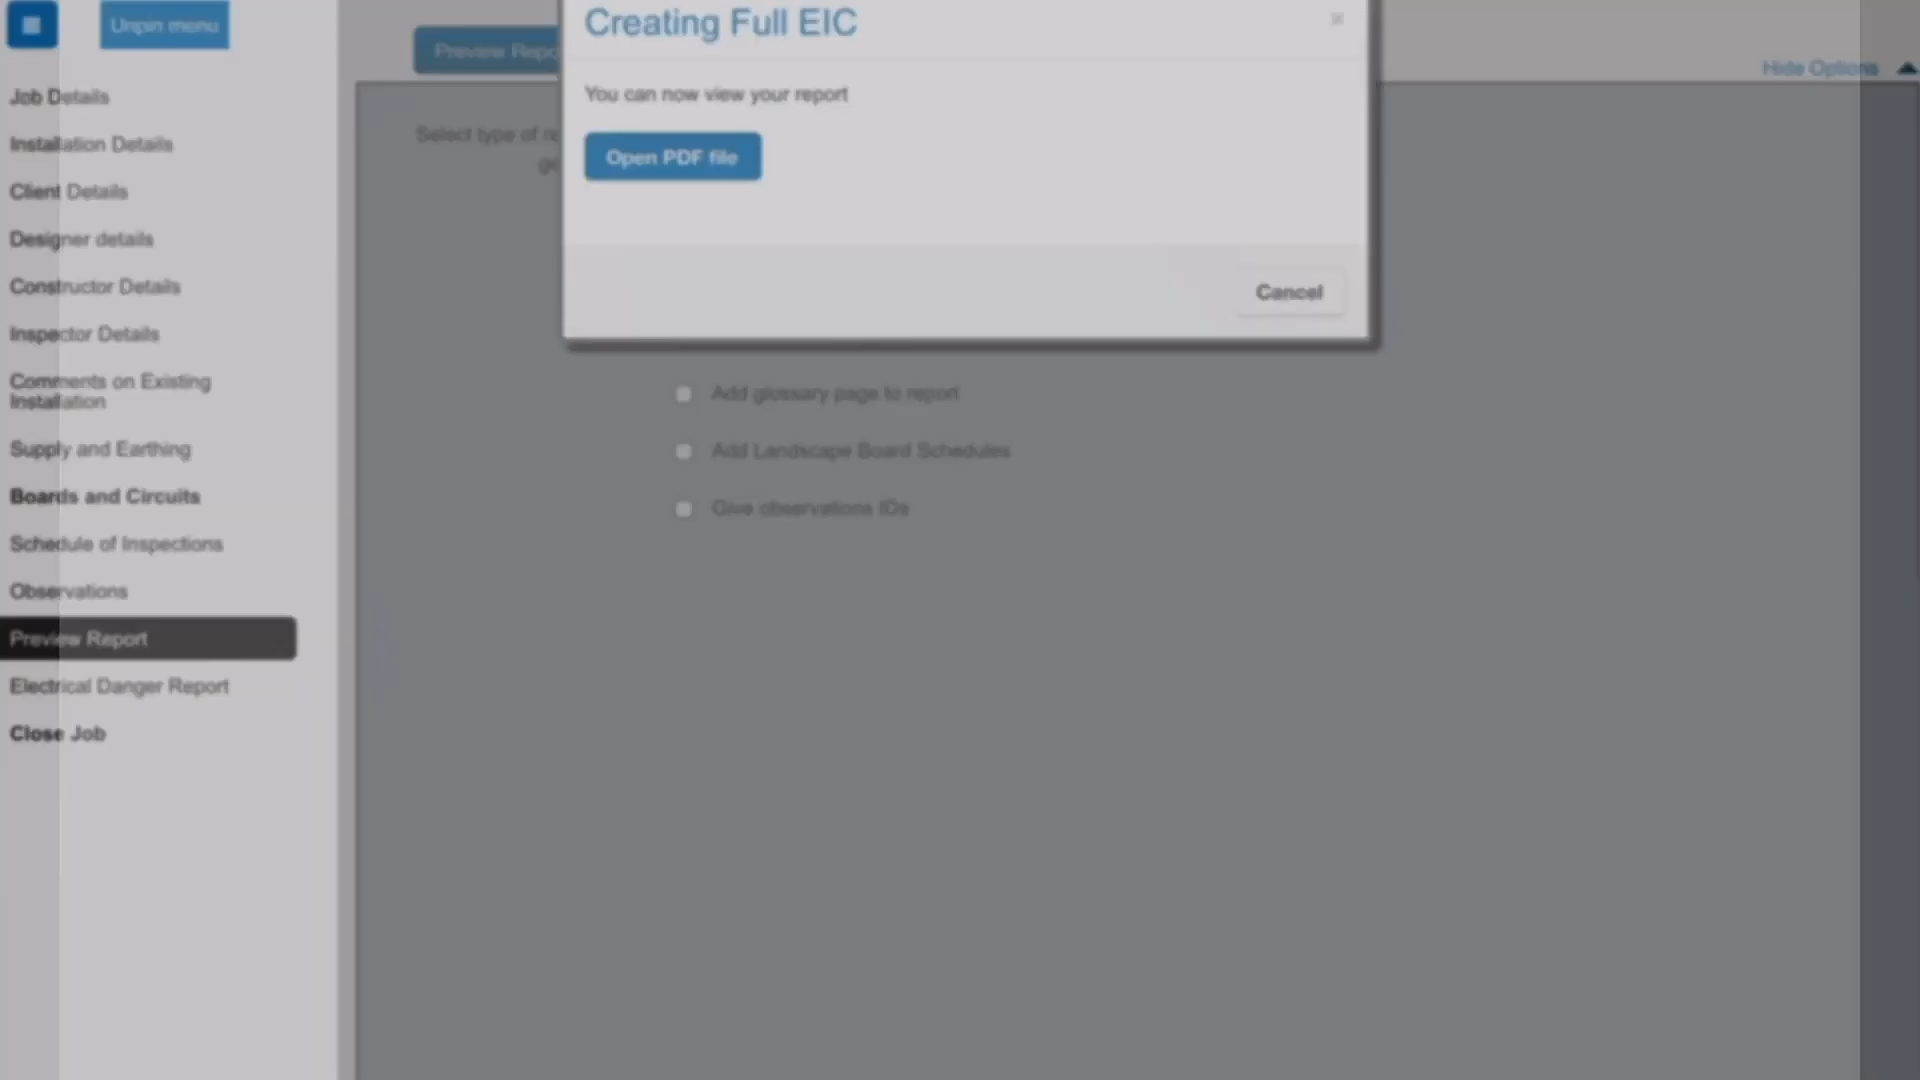 Unpin menu
Job Details
Installation Details
Client Details
Designer details
Constructor Details
Inspector Details
Comments on Existing
Installation
Supply and Earthing
Boards and Circuits
Schedule of Inspections
Observations
Preview Report
Electrical Danger Report
Close Job
Preview Repo
Hide Options
Select type of re
ge
Creating Full EIC
×
You can now view your report
Open PDF file
Cancel
Add glossary page to report
Add Landscape Board Schedules
Give observations IDs